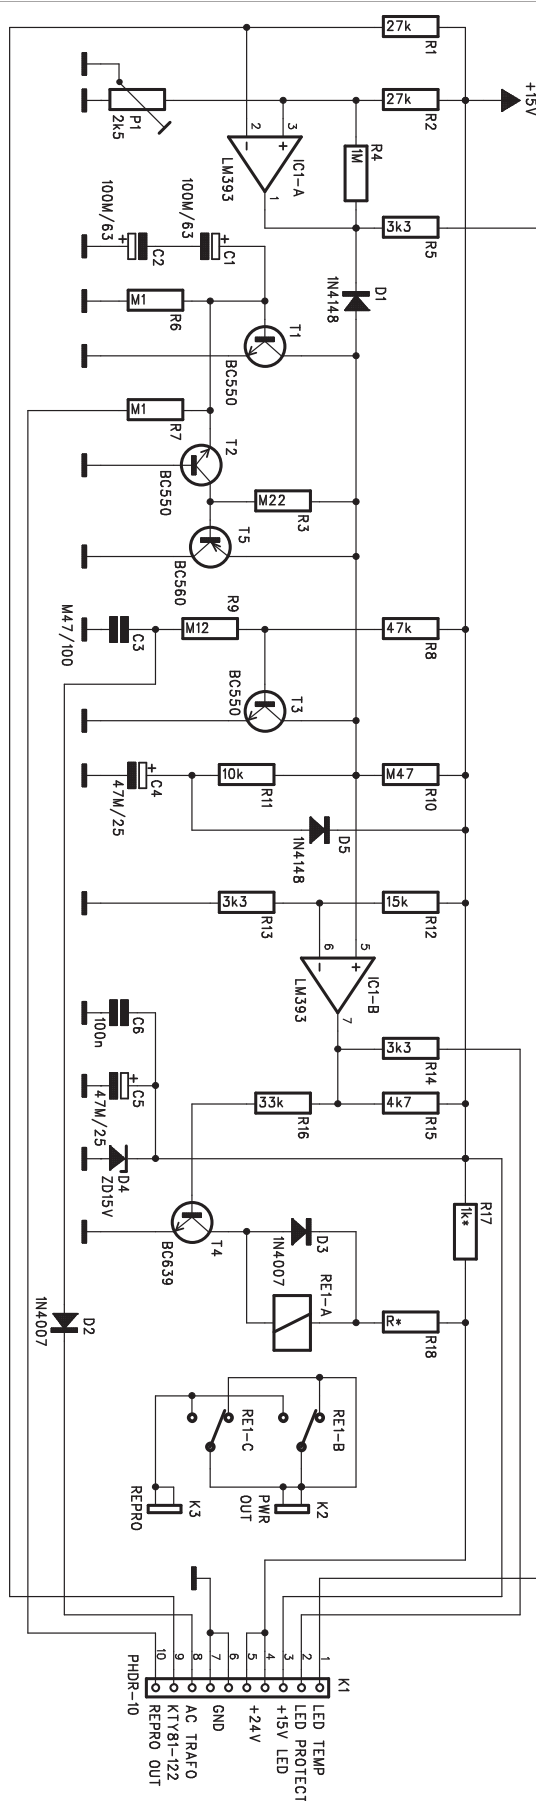 27k
R1
27k
R2
+15V
P1
2k5
2
3
−
+
LM393
IC1-A
1
R4
1M
3k3
R5
100M/63
100M/63
+
C2
+
C1
1N4148
D1
M1
R6
T1
BC550
M1
R7
T2
BC550
M22
R3
T5
BC560
R9
M12
47k
R8
C3
M47/100
BC550
T3
+
C4
47M/25
10k
R11
M47
R10
1N4148
D5
3k3
R13
15k
R12
6
5
−
+
LM393
IC1-B
7
C6
100n
3k3
R14
+
C5
47M/25
33k
R16
4k7
R15
D4
ZD15V
R17
1k*
BC639
T4
1N4007
D3
RE1-A
R*
R18
1N4007
D2
RE1-C
RE1-B
REPRO
K3
OUT
PWR
K2
10
9
8
7
6
5
4
3
2
1
K1
PHDR-10
LED TEMP
LED PROTECT
+15V LED
+24V
GND
AC TRAFO
KTY81-122
REPRO OUT